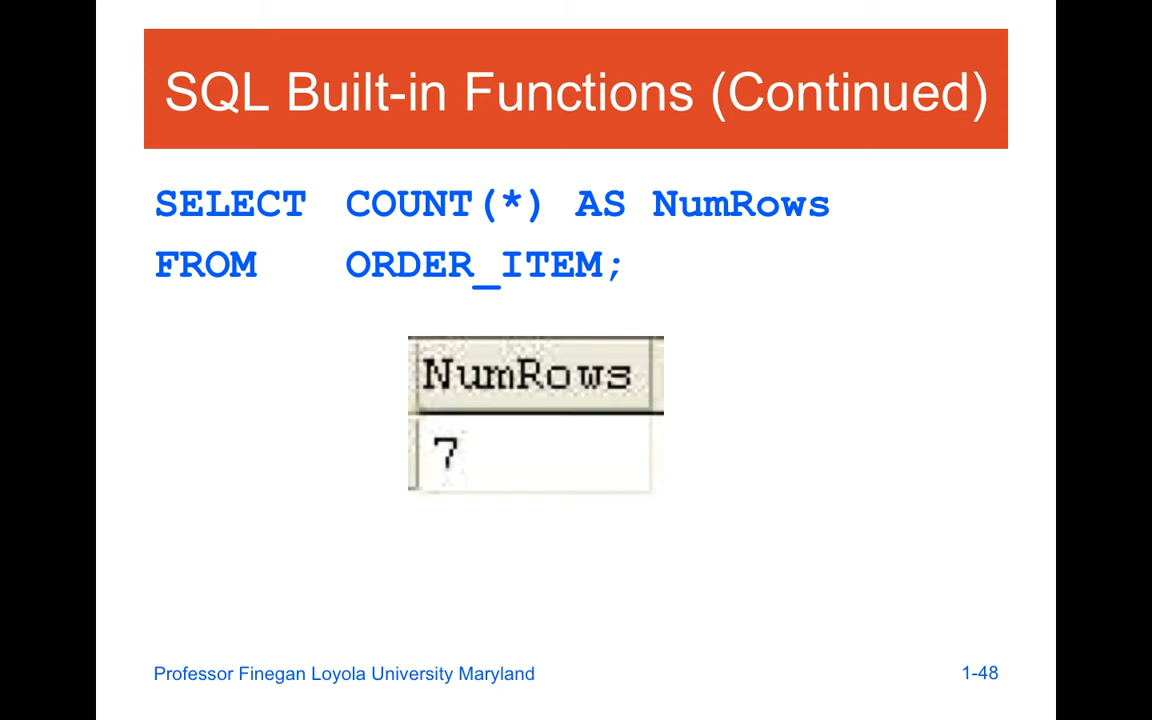 SQL Built-in Functions (Continued)
SELECT COUNT(*) AS NumRows
FROM ORDER_ITEM;
NumRows
7
Professor Finegan Loyola University Maryland
1-48